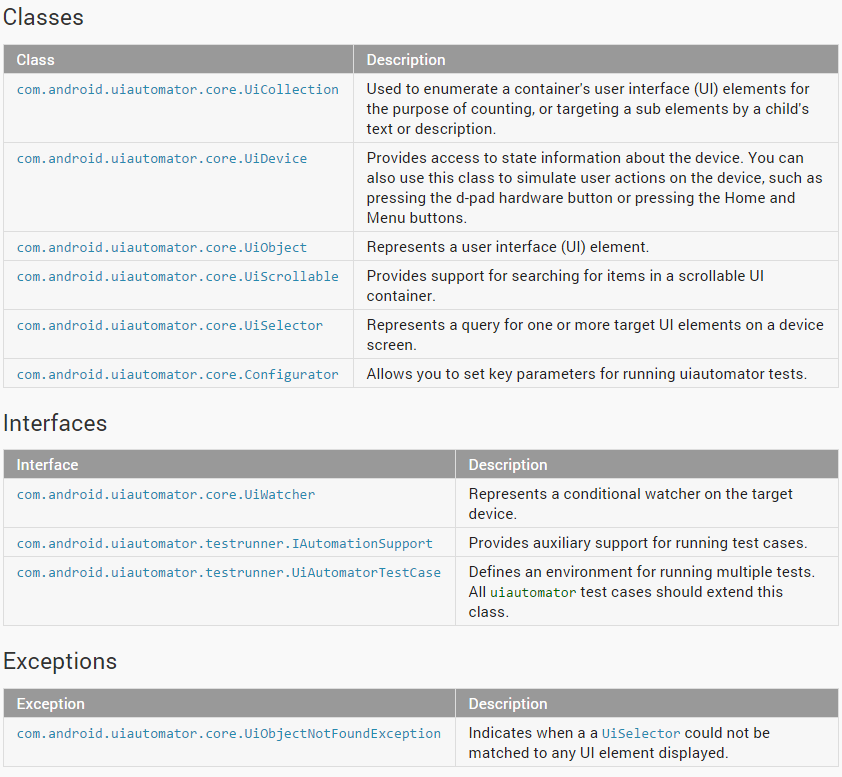 Classes
Class Description
com.android.uiautomator.core.UiCollection Used to enumerate a container's user interface (UI) elements for
the purpose of counting, or targeting a sub elements by a child's
text or description.
com.android.uiautomator.core.UiDevice Provides access to state information about the device. You can
also use this class to simulate user actions on the device, such as
pressing the d-pad hardware button or pressing the Home and
Menu buttons.
com.android.uiautomator.core.UiObject Represents a user interface (UI) element.
com.android.uiautomator.core.UiScrollable Provides support for searching for items in a scrollable UI
container.
com.android.uiautomator.core.UiSelector Represents a query for one or more target UI elements on a device
screen.
com.android.uiautomator.core.Configurator Allows you to set key parameters for running uiautomator tests.
Interfaces
Interface Description
com.android.uiautomator.core.UiWatcher Represents a conditional watcher on the target
device.
com.android.uiautomator.testrunner.IAutomationSupport Provides auxiliary support for running test cases.
com.android.uiautomator.testrunner.UiAutomatorTestCase Defines an environment for running multiple tests.
All uiautomator test cases should extend this
class.
Exceptions
Exception Description
com.android.uiautomator.core.UiObjectNotFoundException Indicates when a a UiSelector could not be
matched to any UI element displayed.